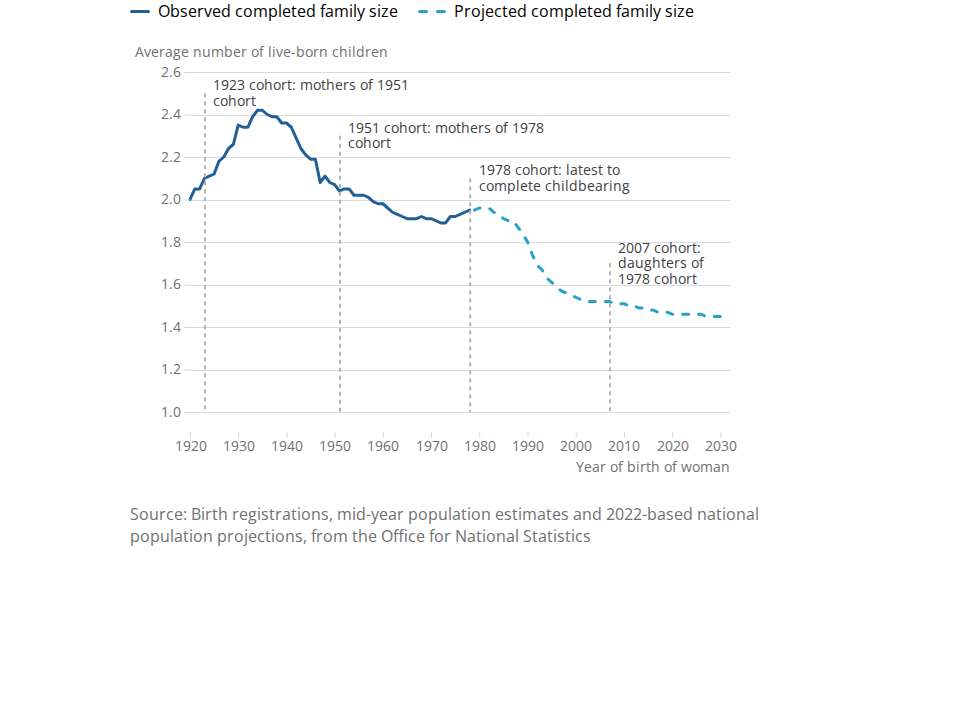 Observed completed family size
Projected completed family size
Average number of live-born children
2.6
2.4
2.2
2.0
1.8
1.6
1.4
1.2
1.0
1923 cohort: mothers of 1951
cohort
1951 cohort: mothers of 1978
cohort
1978 cohort: latest to
complete childbearing
2007 cohort:
daughters of
1978 cohort
1920 1930 1940 1950 1960 1970 1980 1990 2000 2010 2020 2030
Year of birth of woman
Source: Birth registrations, mid-year population estimates and 2022-based national
population projections, from the Office for National Statistics